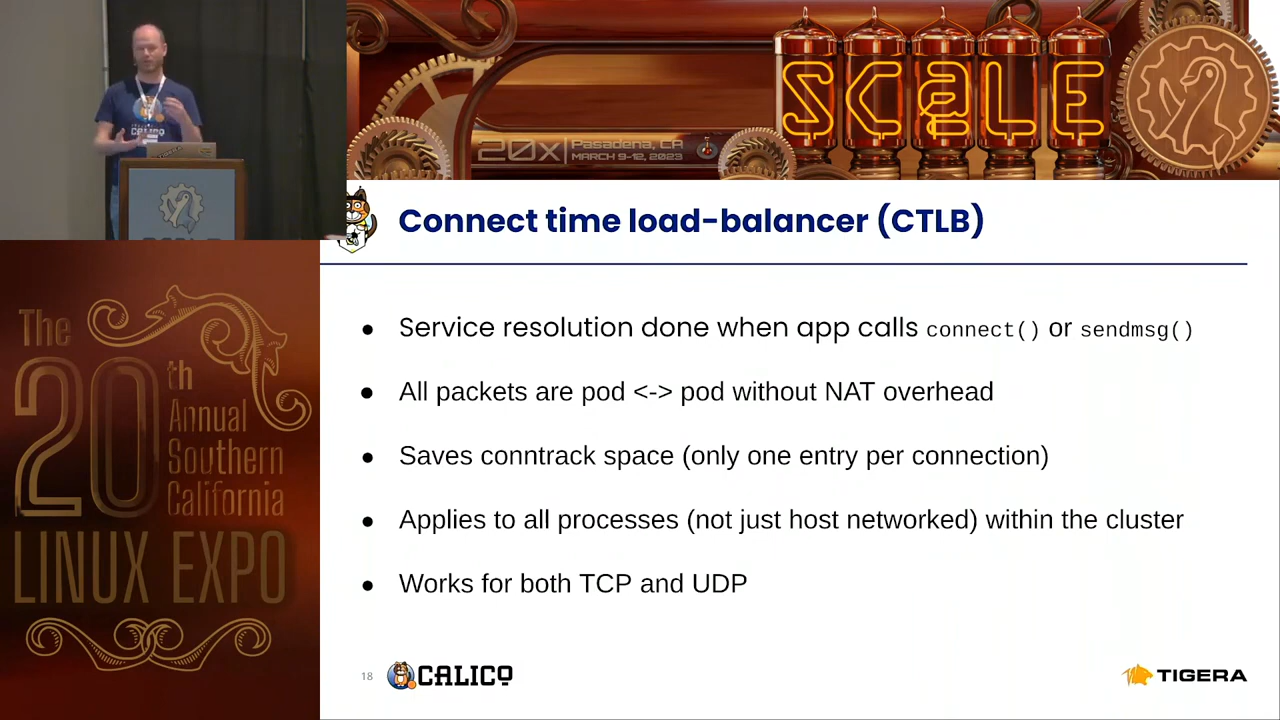 CALICO
SCaLE
20x
Pasadena, CA
MARCH 9-12, 2023
Connect time load-balancer (CTLB)
● Service resolution done when app calls connect() or sendmsg()
● All packets are pod <-> pod without NAT overhead
● Saves conntrack space (only one entry per connection)
● Applies to all processes (not just host networked) within the cluster
● Works for both TCP and UDP
The
20th
Annual
Southern
California
LINUX EXPO
18
CALICO
TIGERA